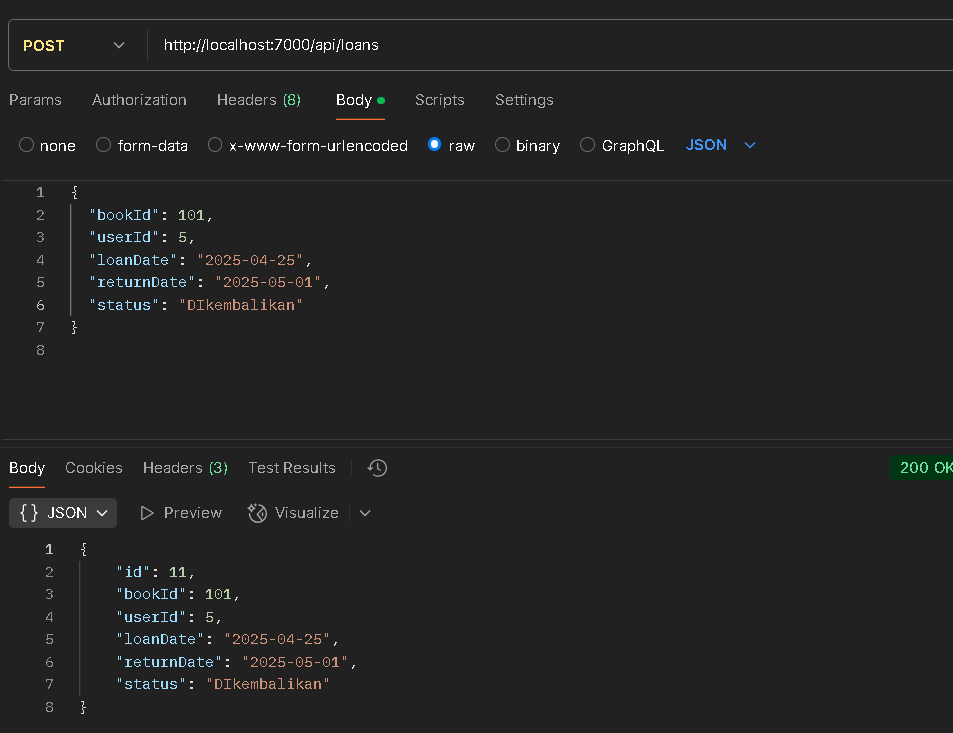 POST http://localhost:7000/api/loans
Params Authorization Headers (8) Body Scripts Settings
none form-data x-www-form-urlencoded raw binary GraphQL JSON
1 {
2 "bookId": 101,
3 "userId": 5,
4 "loanDate": "2025-04-25",
5 "returnDate": "2025-05-01",
6 "status": "DIkembalikan"
7 }
8
Body Cookies Headers (3) Test Results 200 OK
{} JSON Preview Visualize
1 {
2 "id": 11,
3 "bookId": 101,
4 "userId": 5,
5 "loanDate": "2025-04-25",
6 "returnDate": "2025-05-01",
7 "status": "DIkembalikan"
8 }